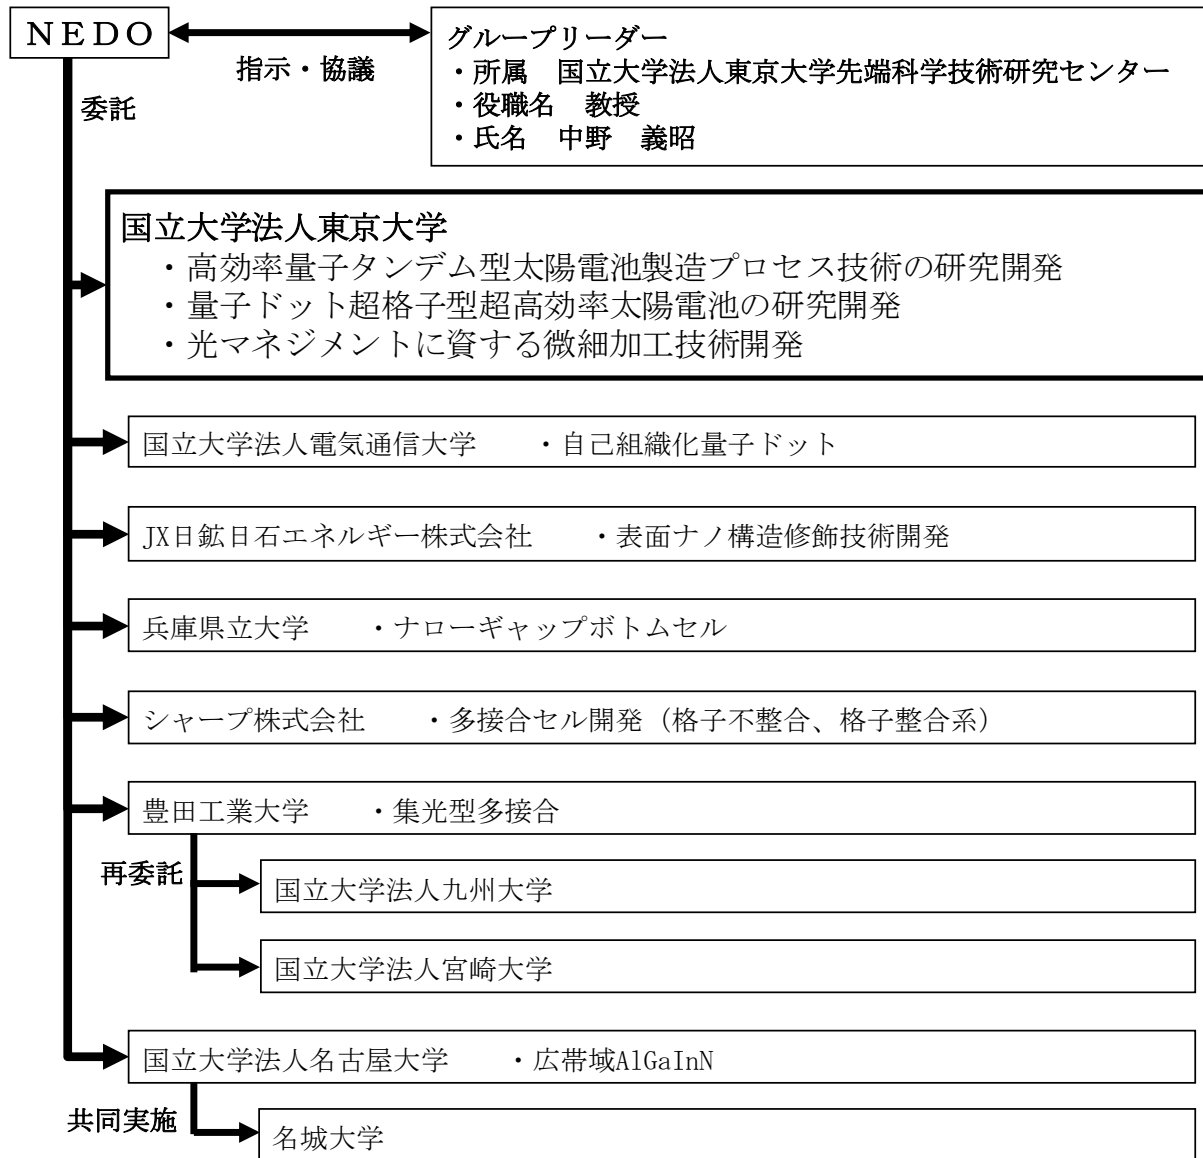 ＮＥＤＯ
指示・協議
グループリーダー
・所属　国立大学法人東京大学先端科学技術研究センター
・役職名　教授
・氏名　中野　義昭
委託
国立大学法人東京大学
・高効率量子タンデム型太陽電池製造プロセス技術の研究開発
・量子ドット超格子型超高効率太陽電池の研究開発
・光マネジメントに資する微細加工技術開発
国立大学法人電気通信大学　　・自己組織化量子ドット
JX日鉱日石エネルギー株式会社　　・表面ナノ構造修飾技術開発
兵庫県立大学　　・ナローギャップボトムセル
シャープ株式会社　　・多接合セル開発（格子不整合、格子整合系）
豊田工業大学　　・集光型多接合
再委託
国立大学法人九州大学
国立大学法人宮崎大学
国立大学法人名古屋大学　　・広帯域AlGaInN
共同実施
名城大学